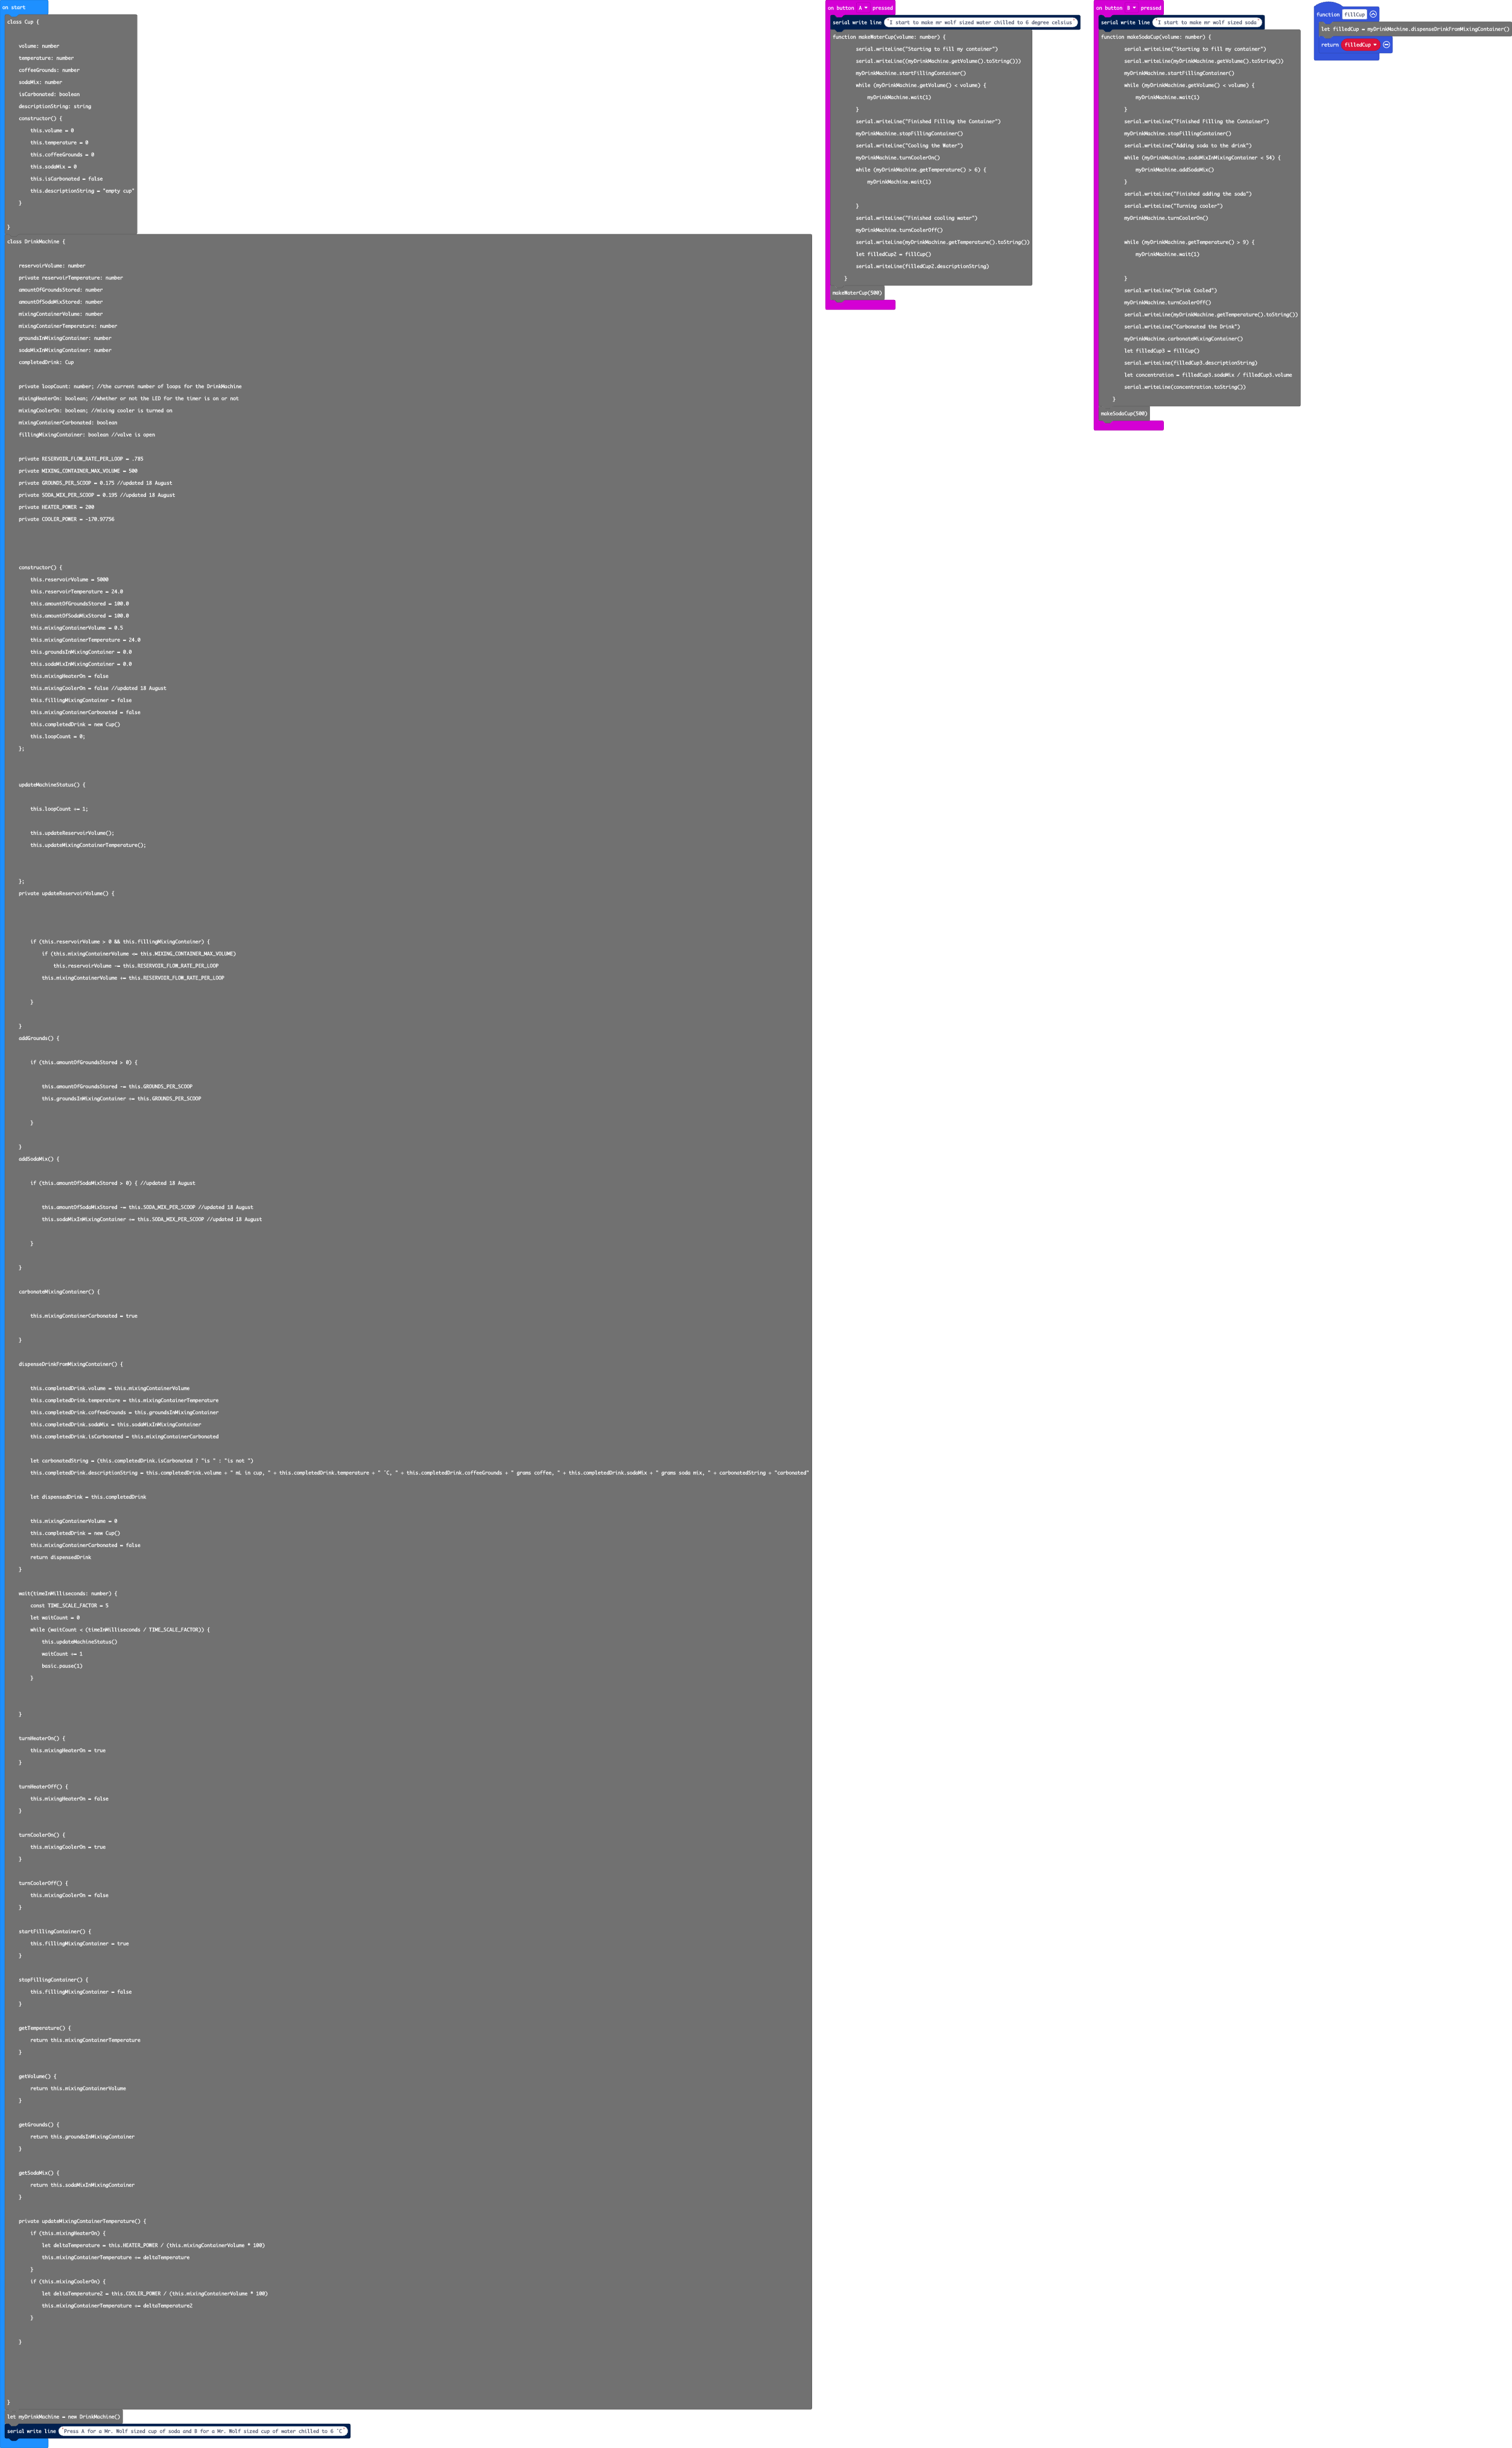 on start
class Cup {
volume: number
temperature: number
coffeeGrounds: number
sodaMix: number
isCarbonated: boolean
descriptionString: string
constructor() {
this.volume = 0
this.temperature = 0
this.coffeeGrounds = 0
this.sodaMix = 0
this.isCarbonated = false
this.descriptionString = "empty cup"
}
}
class DrinkMachine {
reservoirVolume: number
private reservoirTemperature: number
amountOfGroundsStored: number
amountOfSodaMixStored: number
mixingContainerVolume: number
mixingContainerTemperature: number
groundsInMixingContainer: number
sodaMixInMixingContainer: number
completedDrink: Cup
private loopCount: number; //the current number of loops for the DrinkMachine
mixingHeaterOn: boolean; //whether or not the LED for the timer is on or not
mixingCoolerOn: boolean; //mixing cooler is turned on
mixingContainerCarbonated: boolean
fillingMixingContainer: boolean //valve is open
private RESERVOIR_FLOW_RATE_PER_LOOP = .785
private MIXING_CONTAINER_MAX_VOLUME = 500
private GROUNDS_PER_SCOOP = 0.175 //updated 18 August
private SODA_MIX_PER_SCOOP = 0.195 //updated 18 August
private HEATER_POWER = 200
private COOLER_POWER = -170.97756
constructor() {
this.reservoirVolume = 5000
this.reservoirTemperature = 24.0
this.amountOfGroundsStored = 100.0
this.amountOfSodaMixStored = 100.0
this.mixingContainerVolume = 0.5
this.mixingContainerTemperature = 24.0
this.groundsInMixingContainer = 0.0
this.sodaMixInMixingContainer = 0.0
this.mixingHeaterOn = false
this.mixingCoolerOn = false //updated 18 August
this.fillingMixingContainer = false
this.mixingContainerCarbonated = false
this.completedDrink = new Cup()
this.loopCount = 0;
};
updateMachineStatus() {
this.loopCount += 1;
this.updateReservoirVolume();
this.updateMixingContainerTemperature();
};
private updateReservoirVolume() {
if (this.reservoirVolume > 0 && this.fillingMixingContainer) {
if (this.mixingContainerVolume <= this.MIXING_CONTAINER_MAX_VOLUME)
this.reservoirVolume -= this.RESERVOIR_FLOW_RATE_PER_LOOP
this.mixingContainerVolume += this.RESERVOIR_FLOW_RATE_PER_LOOP
}
}
addGrounds() {
if (this.amountOfGroundsStored > 0) {
this.amountOfGroundsStored -= this.GROUNDS_PER_SCOOP
this.groundsInMixingContainer += this.GROUNDS_PER_SCOOP
}
}
addSodaMix() {
if (this.amountOfSodaMixStored > 0) { //updated 18 August
this.amountOfSodaMixStored -= this.SODA_MIX_PER_SCOOP //updated 18 August
this.sodaMixInMixingContainer += this.SODA_MIX_PER_SCOOP //updated 18 August
}
}
carbonateMixingContainer() {
this.mixingContainerCarbonated = true
}
dispenseDrinkFromMixingContainer() {
this.completedDrink.volume = this.mixingContainerVolume
this.completedDrink.temperature = this.mixingContainerTemperature
this.completedDrink.coffeeGrounds = this.groundsInMixingContainer
this.completedDrink.sodaMix = this.sodaMixInMixingContainer
this.completedDrink.isCarbonated = this.mixingContainerCarbonated
let carbonatedString = (this.completedDrink.isCarbonated ? "is " : "is not ")
this.completedDrink.descriptionString = this.completedDrink.volume + " mL in cup, " + this.completedDrink.temperature + " ˚C, " + this.completedDrink.coffeeGrounds + " grams coffee, " + this.completedDrink.sodaMix + " grams soda mix, " + carbonatedString + "carbonated"
let dispensedDrink = this.completedDrink
this.mixingContainerVolume = 0
this.completedDrink = new Cup()
this.mixingContainerCarbonated = false
return dispensedDrink
}
wait(timeInMilliseconds: number) {
const TIME_SCALE_FACTOR = 5
let waitCount = 0
while (waitCount < (timeInMilliseconds / TIME_SCALE_FACTOR)) {
this.updateMachineStatus()
waitCount += 1
basic.pause(1)
}
}
turnHeaterOn() {
this.mixingHeaterOn = true
}
turnHeaterOff() {
this.mixingHeaterOn = false
}
turnCoolerOn() {
this.mixingCoolerOn = true
}
turnCoolerOff() {
this.mixingCoolerOn = false
}
startFillingContainer() {
this.fillingMixingContainer = true
}
stopFillingContainer() {
this.fillingMixingContainer = false
}
getTemperature() {
return this.mixingContainerTemperature
}
getVolume() {
return this.mixingContainerVolume
}
getGrounds() {
return this.groundsInMixingContainer
}
getSodaMix() {
return this.sodaMixInMixingContainer
}
private updateMixingContainerTemperature() {
if (this.mixingHeaterOn) {
let deltaTemperature = this.HEATER_POWER / (this.mixingContainerVolume * 100)
this.mixingContainerTemperature += deltaTemperature
}
if (this.mixingCoolerOn) {
let deltaTemperature2 = this.COOLER_POWER / (this.mixingContainerVolume * 100)
this.mixingContainerTemperature += deltaTemperature2
}
}
}
let myDrinkMachine = new DrinkMachine()
serial write line Press A for a Mr. Wolf sized cup of soda and B for a Mr. Wolf sized cup of water chilled to 6 ˚C
on button A pressed
serial write line I start to make mr wolf sized water chilled to 6 degree celsius
function makeWaterCup(volume: number) {
serial.writeLine("Starting to fill my container")
serial.writeLine((myDrinkMachine.getVolume().toString()))
myDrinkMachine.startFillingContainer()
while (myDrinkMachine.getVolume() < volume) {
myDrinkMachine.wait(1)
}
serial.writeLine("Finished Filling the Container")
myDrinkMachine.stopFillingContainer()
serial.writeLine("Cooling the Water")
myDrinkMachine.turnCoolerOn()
while (myDrinkMachine.getTemperature() > 6) {
myDrinkMachine.wait(1)
}
serial.writeLine("Finished cooling water")
myDrinkMachine.turnCoolerOff()
serial.writeLine(myDrinkMachine.getTemperature().toString())
let filledCup2 = fillCup()
serial.writeLine(filledCup2.descriptionString)
}
makeWaterCup(500)
on button B pressed
serial write line `I start to make mr wolf sized soda
function makeSodaCup(volume: number) {
serial.writeLine("Starting to fill my container")
serial.writeLine(myDrinkMachine.getVolume().toString())
myDrinkMachine.startFillingContainer()
while (myDrinkMachine.getVolume() < volume) {
myDrinkMachine.wait(1)
}
serial.writeLine("Finished Filling the Container")
myDrinkMachine.stopFillingContainer()
serial.writeLine("Adding soda to the drink")
while (myDrinkMachine.sodaMixInMixingContainer < 54) {
myDrinkMachine.addSodaMix()
}
serial.writeLine("Finished adding the soda")
serial.writeLine("Turning cooler")
myDrinkMachine.turnCoolerOn()
while (myDrinkMachine.getTemperature() > 9) {
myDrinkMachine.wait(1)
}
serial.writeLine("Drink Cooled")
myDrinkMachine.turnCoolerOff()
serial.writeLine(myDrinkMachine.getTemperature().toString())
serial.writeLine("Carbonated the Drink")
myDrinkMachine.carbonateMixingContainer()
let filledCup3 = fillCup()
serial.writeLine(filledCup3.descriptionString)
let concentration = filledCup3.sodaMix / filledCup3.volume
serial.writeLine(concentration.toString())
}
makeSodaCup(500)
function fillCup
let filledCup = myDrinkMachine.dispenseDrinkFromMixingContainer()
return filledCup